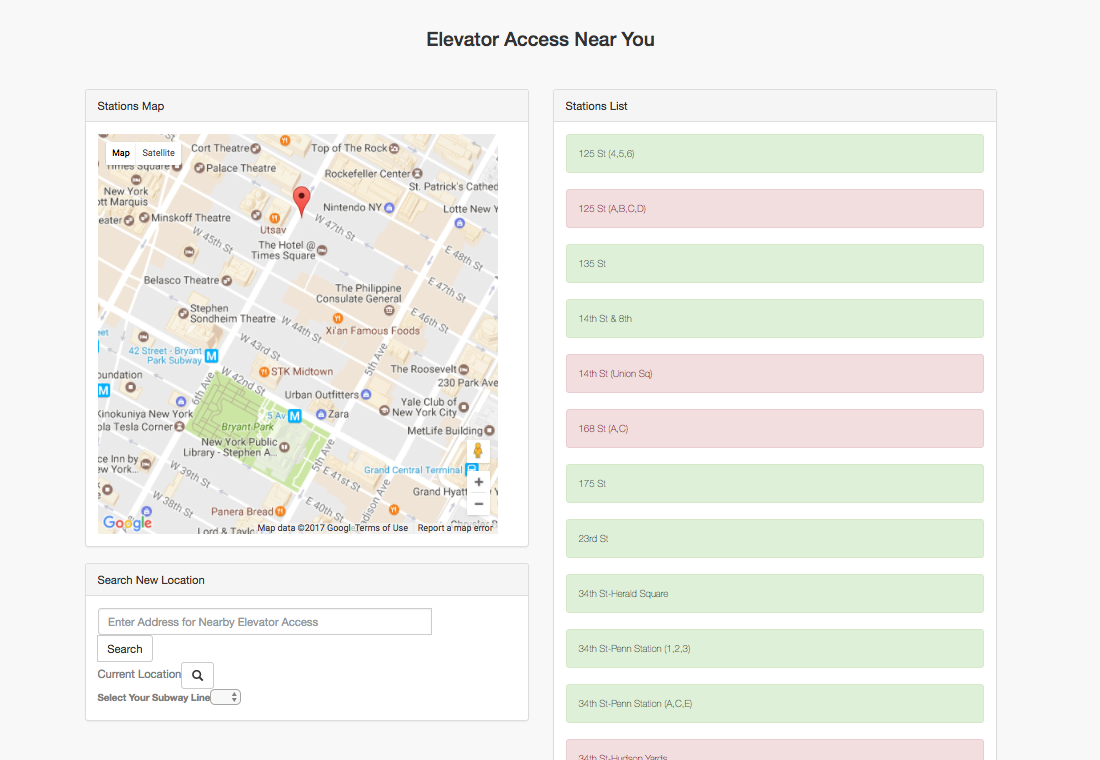 Elevator Access Near You
Stations Map
Map
Satellite
Cort Theatre
Top of The Rock
Times Square
Palace Theatre
Rockefeller Center
St. Patrick's Cathed
New York
ott Marquis
Nintendo NY
Lotte New Y
eater
Minskoff Theatre
Utsav
W 47th St
W 45th St
The Hotel @
Times Square
E 48th St
Belasco Theatre
The Philippine
Consulate General
E 47th St
Stephen
Sondheim Theatre
W 44th St
Xi'an Famous Foods
E 46th St
eet
42 Street - Bryant
Park Subway
W 43rd St
5th Ave
oundation
W 42nd St
STK Midtown
The Roosevelt
230 Park Ave
6th Ave
Urban Outfitters
Yale Club of
New York City
Kinokuniya New York
5 Av
Zara
ola Tesla Corner
Bryant Park
MetLife Building
New York Public
Library - Stephen A...
ce Inn by
w York...
5th Ave
Grand Central Terminal
W 39th St
E 41st St
Grand Hyatt
W 38th St
Panera Bread
E 40th St
adison Ave
Lord & Taylo
Google
Map data ©2017 Googl
Terms of Use
Report a map error
Search New Location
Enter Address for Nearby Elevator Access
Search
Current Location
Select Your Subway Line
Stations List
125 St (4,5,6)
125 St (A,B,C,D)
135 St
14th St & 8th
14th St (Union Sq)
168 St (A,C)
175 St
23rd St
34th St-Herald Square
34th St-Penn Station (1,2,3)
34th St-Penn Station (A,C,E)
34th St-Hudson Yards